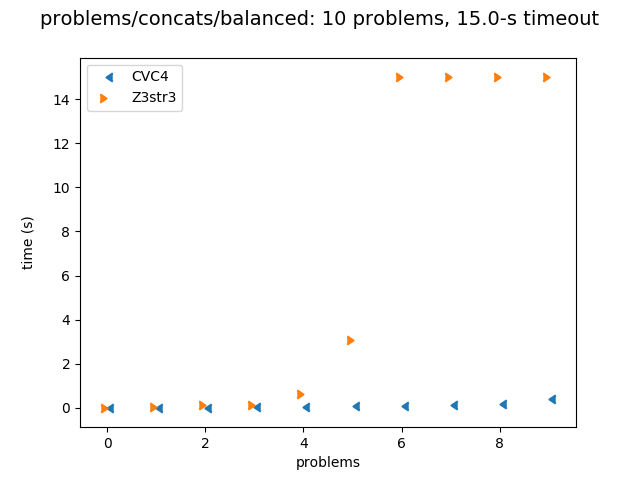 problems/concats/balanced: 10 problems, 15.0-s timeout
CVC4
Z3str3
14
12
10
8
6
4
2
0
time (s)
0
2
4
6
8
problems